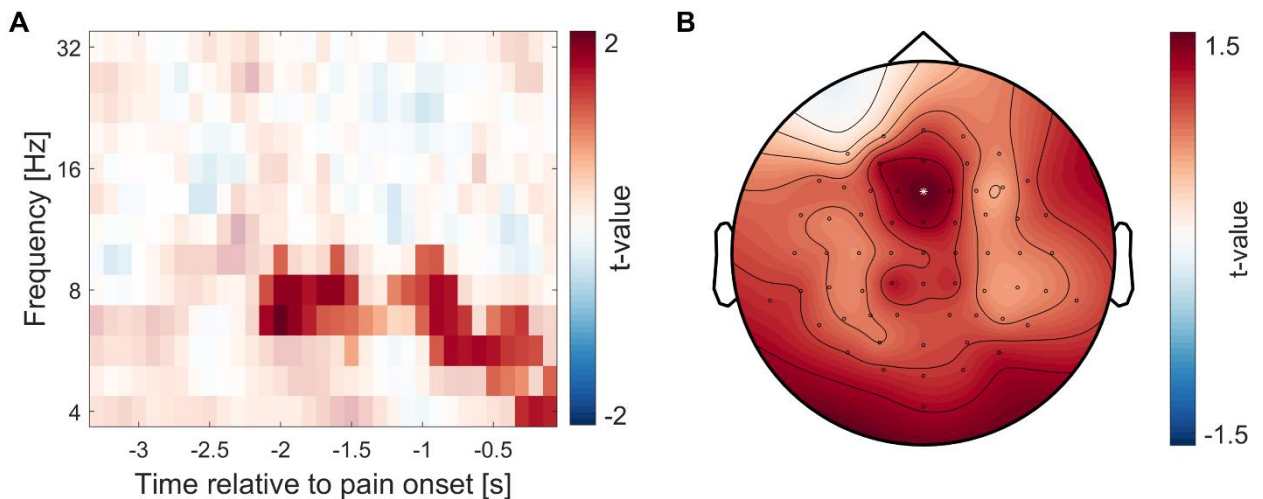 A
32
16
8
4
Frequency [Hz]
-3
-2.5
-2
-1.5
-1
-0.5
Time relative to pain onset [s]
2
t-value
-2
B
1.5
t-value
-1.5